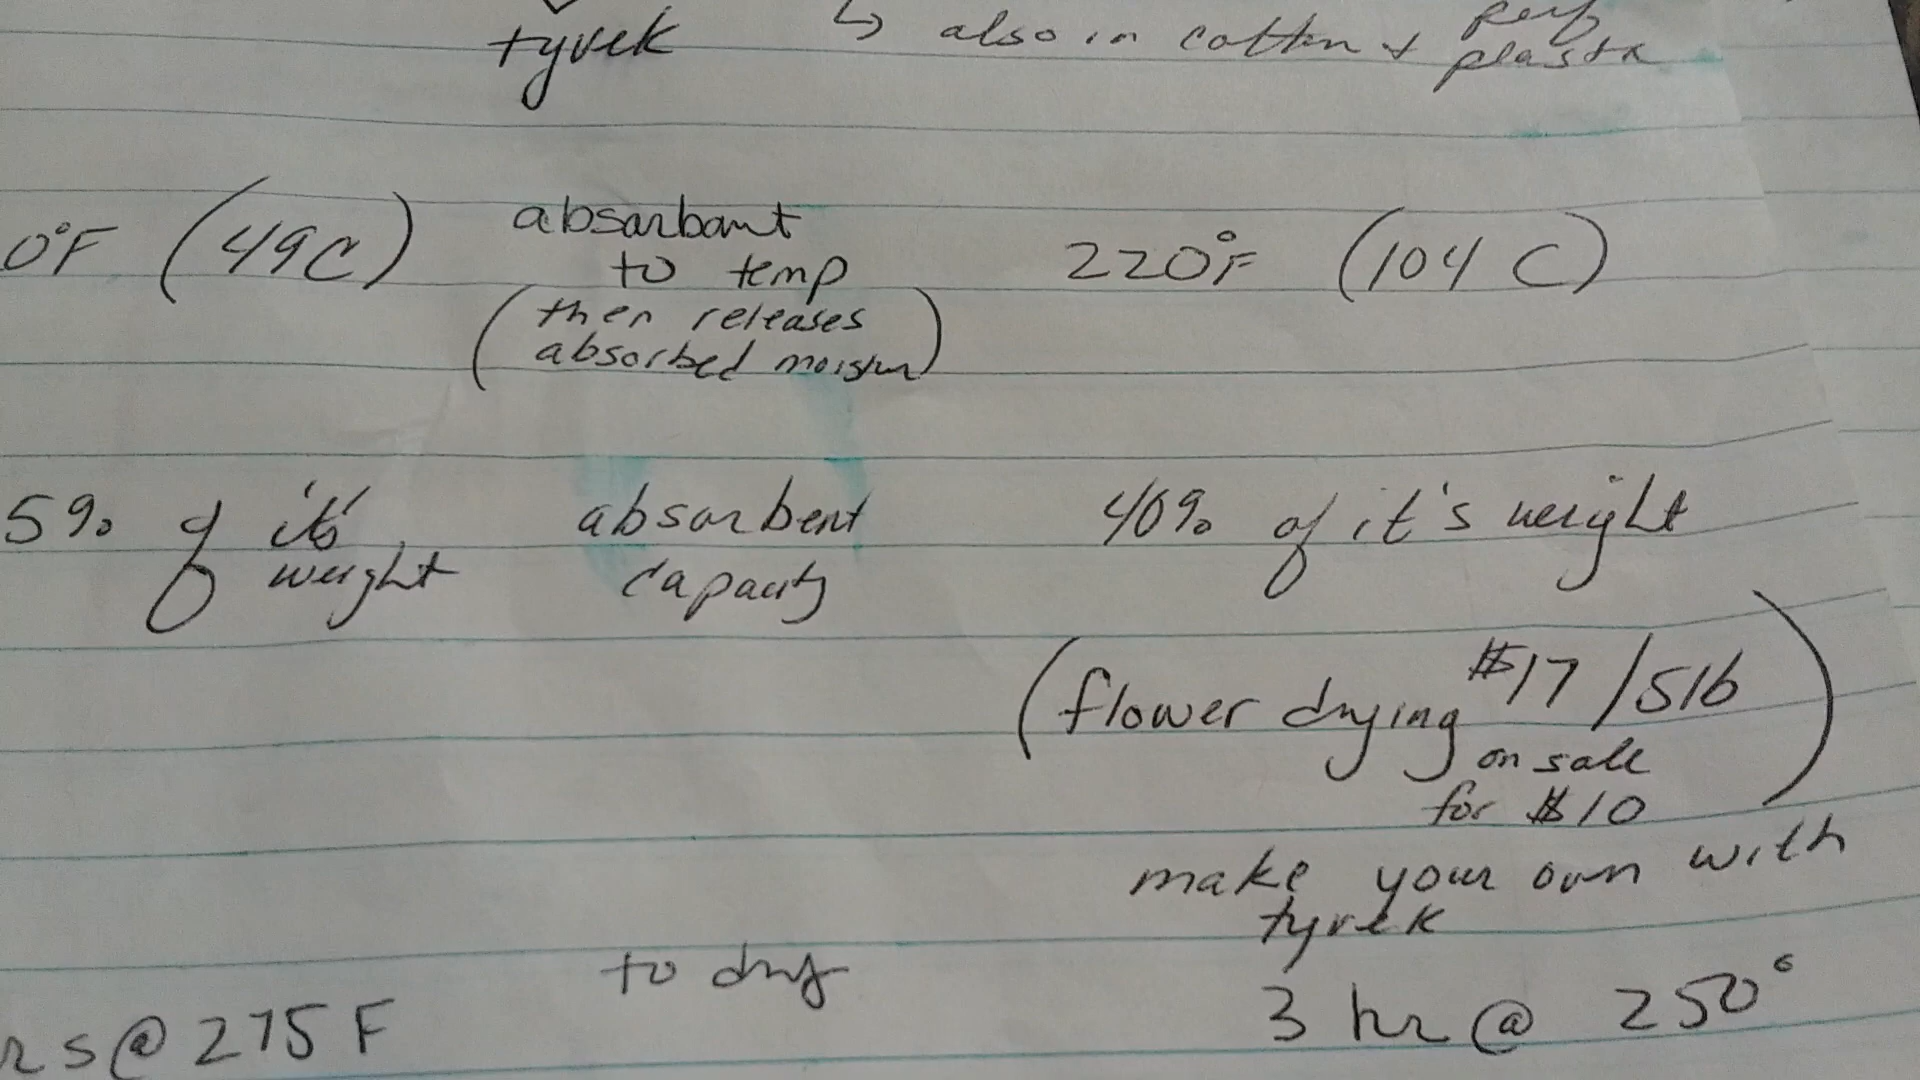 tyvek ↳ also in cotton + perf
plastic
0°F (49C) absorbant
to temp 220°F (104 C)
(then releases
absorbed moisture)
5% of it's
weight absorbent
capacity 40% of it's weight
(flower drying $17/5lb
on sale
for $10)
make your own with
tyvek
to dry
rs @ 275 F 3 hr @ 250°